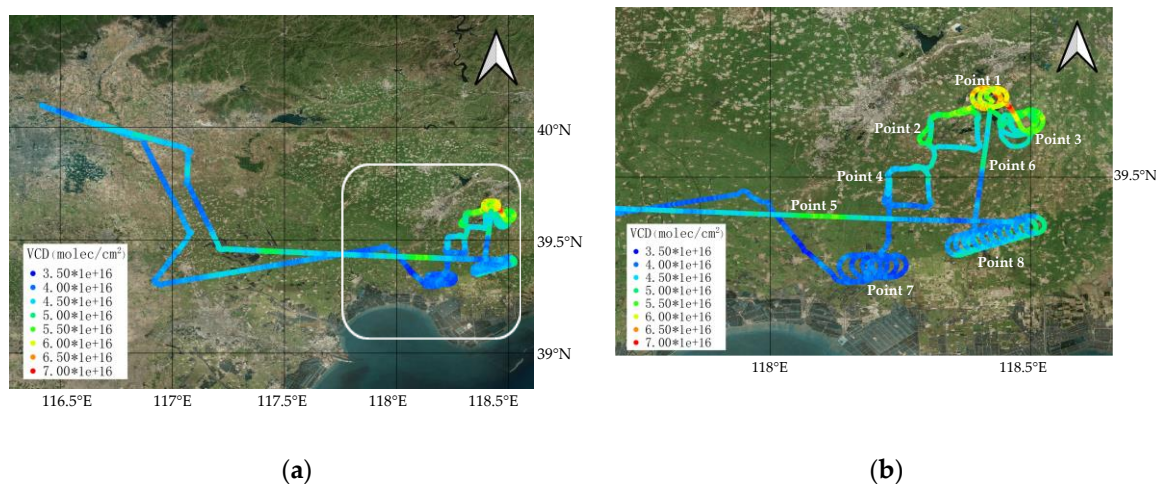 40°N
39.5°N
39°N
VCD(molec/cm²)
3.50*1e+16
4.00*1e+16
4.50*1e+16
5.00*1e+16
5.50*1e+16
6.00*1e+16
6.50*1e+16
7.00*1e+16
116.5°E
117°E
117.5°E
118°E
118.5°E
(a)
Point 1
Point 2
Point 3
Point 6
Point 4
39.5°N
Point 5
Point 8
Point 7
VCD(molec/cm²)
3.50*1e+16
4.00*1e+16
4.50*1e+16
5.00*1e+16
5.50*1e+16
6.00*1e+16
6.50*1e+16
7.00*1e+16
118°E
118.5°E
(b)